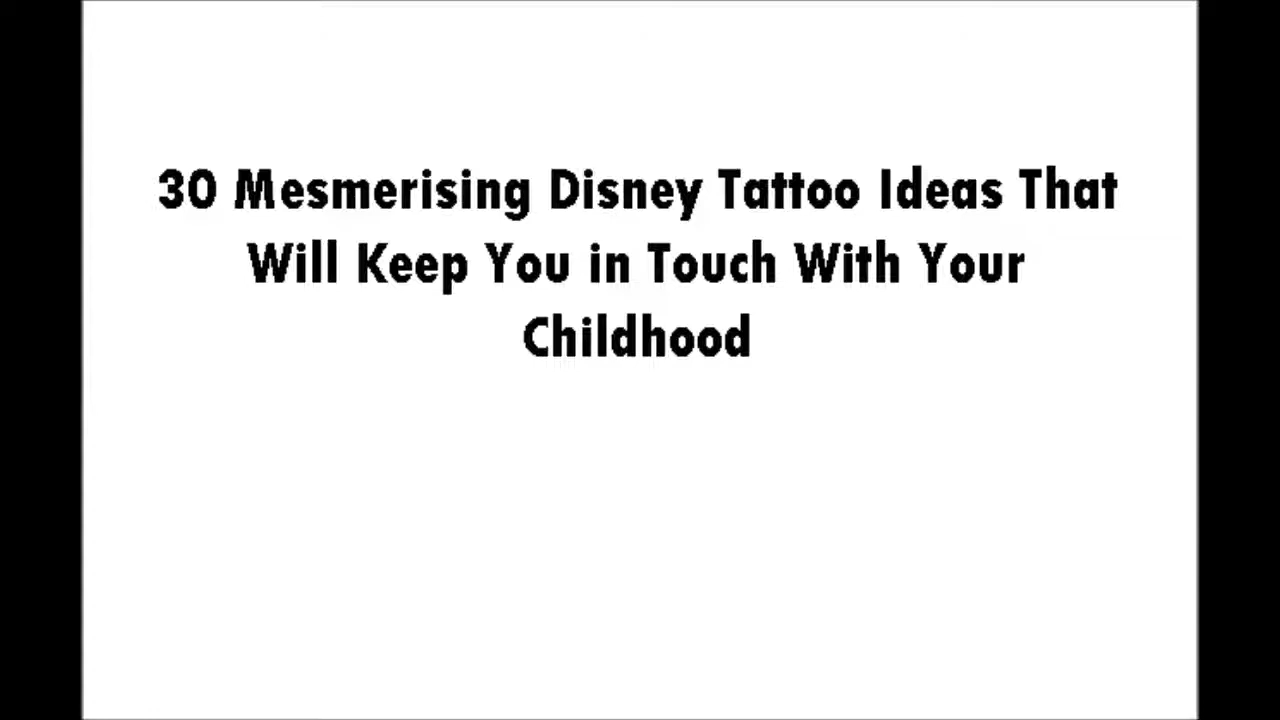 30 Mesmerising Disney Tattoo Ideas That
Will Keep You in Touch With Your
Childhood